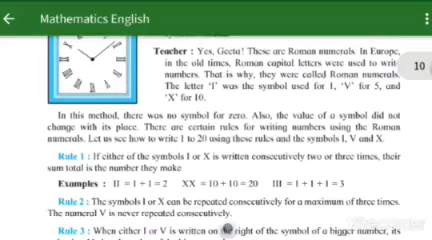 Mathematics English
Teacher : Yes, Geeta! These are Roman numerals. In Europe,
in the old times, Roman capital letters were used to write
numbers. That is why, they were called Roman numerals.
The letter 'I' was the symbol used for 1, 'V' for 5, and
'X' for 10.
10
In this method, there was no symbol for zero. Also, the value of a symbol did not
change with its place. There are certain rules for writing numbers using the Roman
numerals. Let us see how to write 1 to 20 using these rules and the symbols I, V and X.
Rule 1 : If either of the symbols I or X is written consecutively two or three times, their
sum total is the number they make.
Examples : II = 1 + 1 = 2 XX = 10 + 10 = 20 III = 1 + 1 + 1 = 3
Rule 2 : The symbols I or X can be repeated consecutively for a maximum of three times.
The numeral V is never repeated consecutively.
Rule 3 : When either I or V is written on the right of the symbol of a bigger number, its